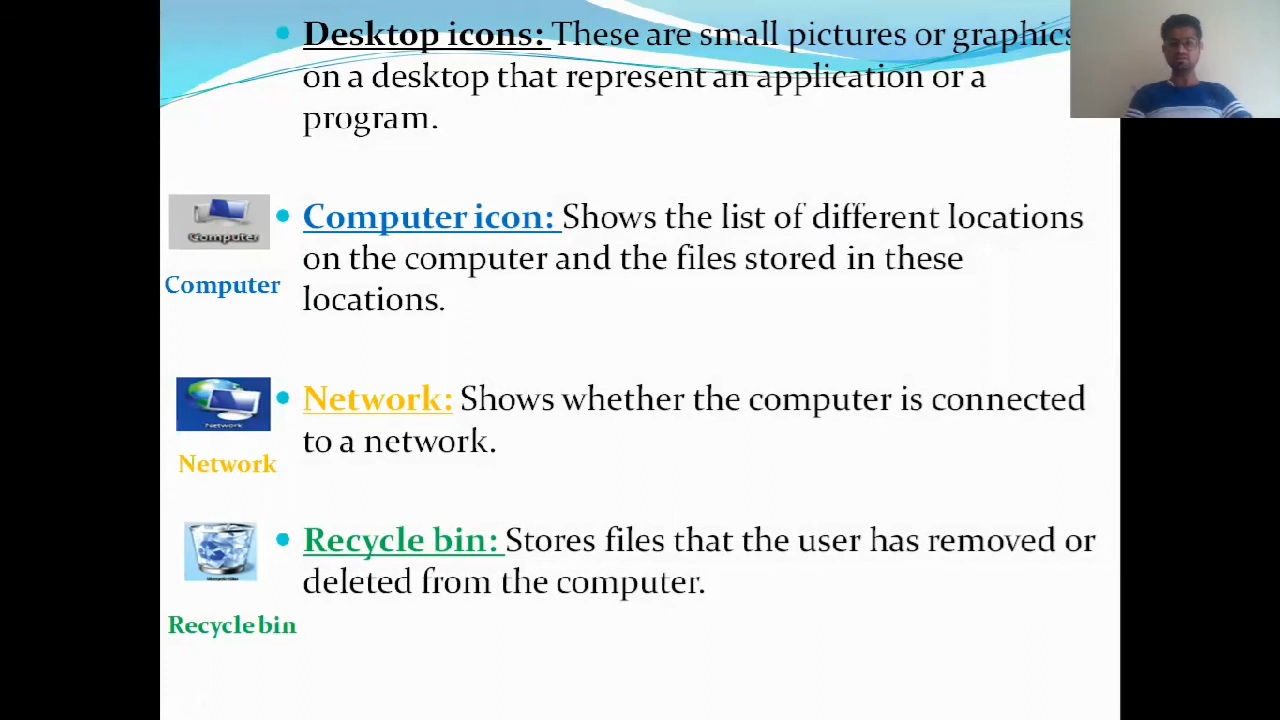 Desktop icons: These are small pictures or graphics
on a desktop that represent an application or a
program.
Computer
Computer
Computer icon: Shows the list of different locations
on the computer and the files stored in these
locations.
Network
Network
Network: Shows whether the computer is connected
to a network.
Recycle bin
Recycle bin: Stores files that the user has removed or
deleted from the computer.